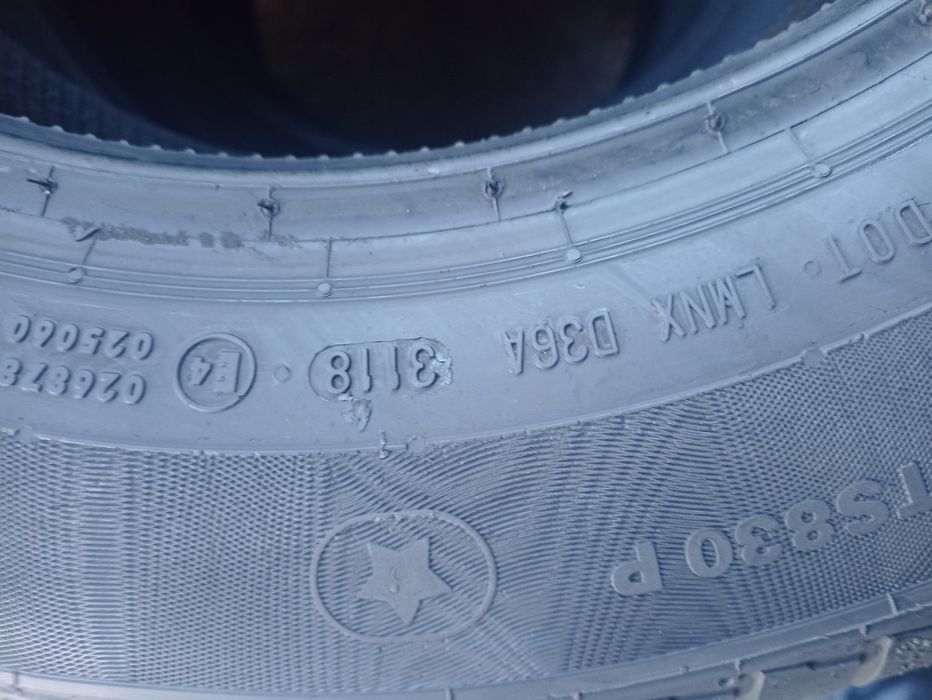 DOT · LMNX D36A 3118 · E4
026878
025060
TS830 P